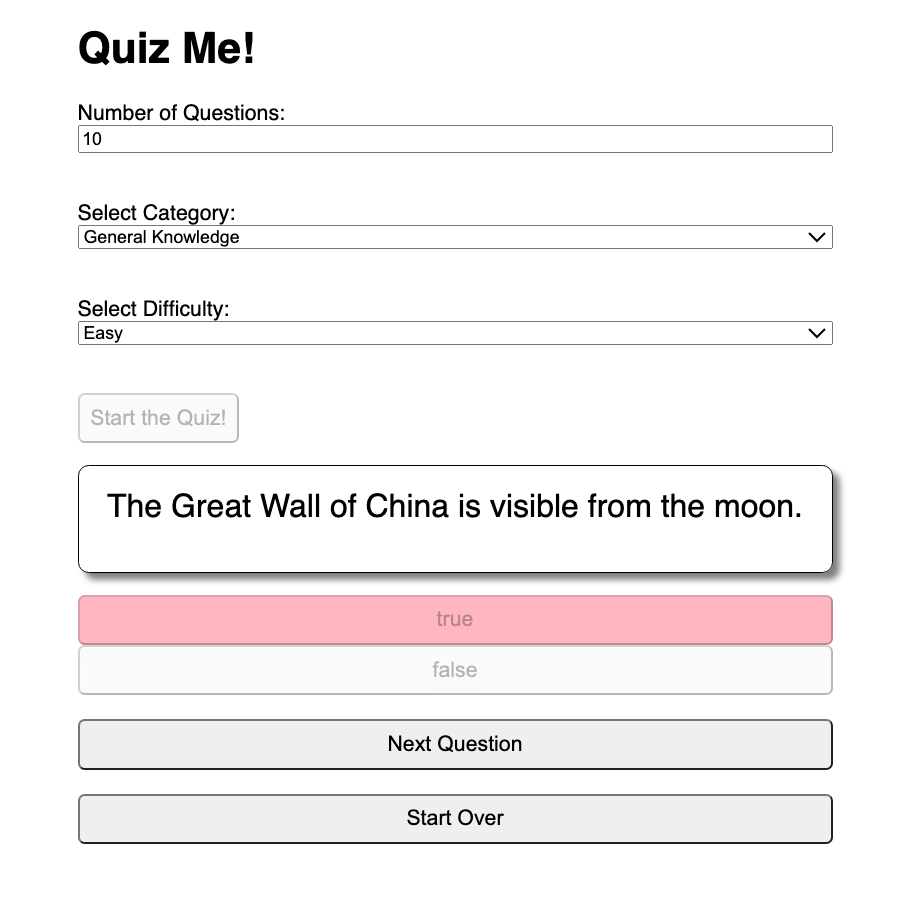 Quiz Me!
Number of Questions:
10
Select Category:
General Knowledge
Select Difficulty:
Easy
Start the Quiz!
The Great Wall of China is visible from the moon.
true
false
Next Question
Start Over